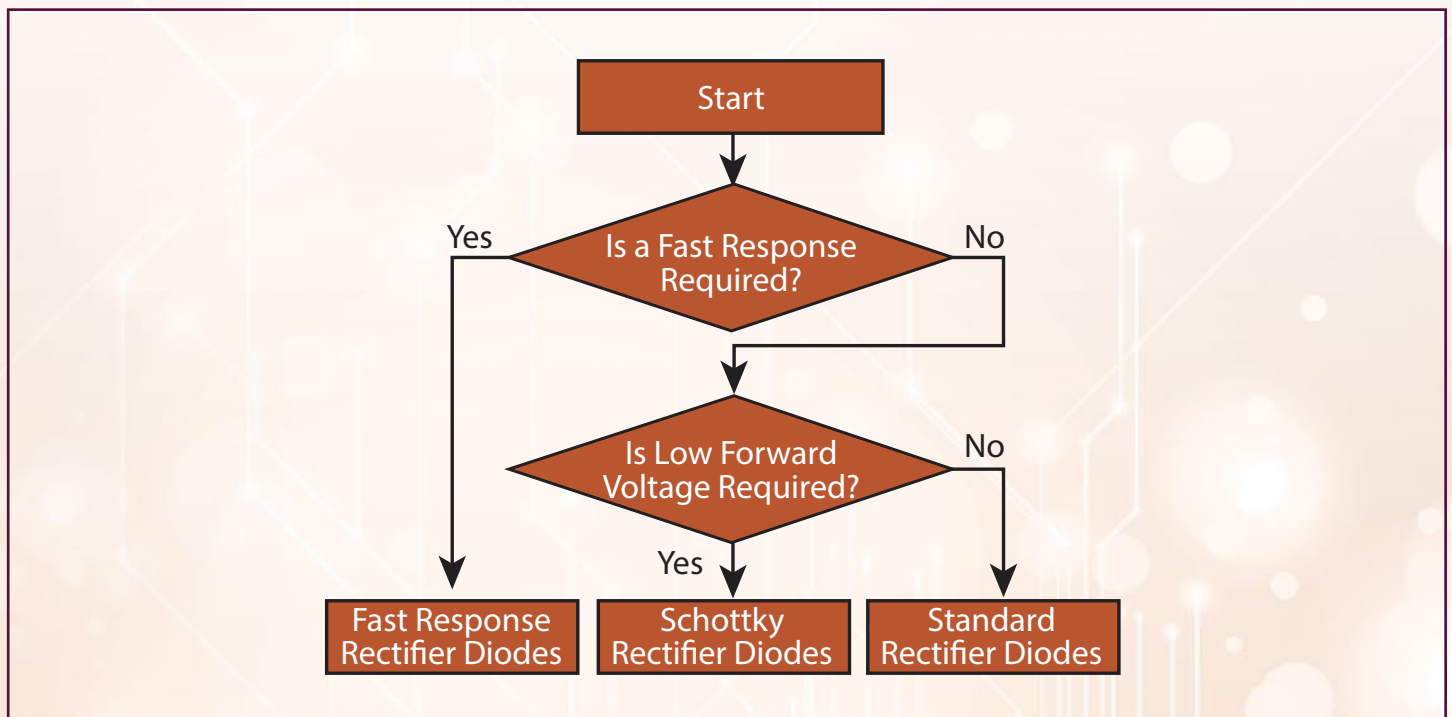 Start
Yes
Is a Fast Response
Required?
No
Is Low Forward
Voltage Required?
No
Yes
Fast Response
Rectifier Diodes
Schottky
Rectifier Diodes
Standard
Rectifier Diodes